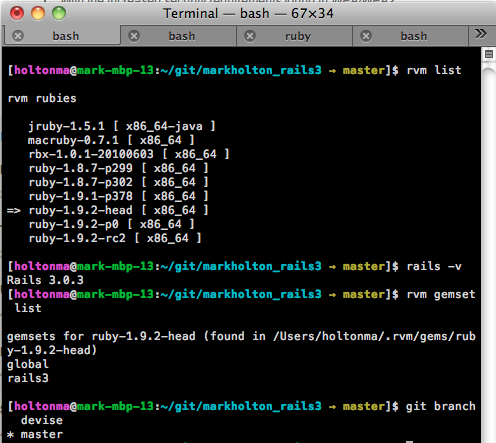 Terminal — bash — 67×34
bash bash ruby bash »
[holtonma@mark-mbp-13:~/git/markholton_rails3 → master]$ rvm list
rvm rubies
jruby-1.5.1 [ x86_64-java ]
macruby-0.7.1 [ x86_64 ]
rbx-1.0.1-20100603 [ x86_64 ]
ruby-1.8.7-p299 [ x86_64 ]
ruby-1.8.7-p302 [ x86_64 ]
ruby-1.9.1-p378 [ x86_64 ]
=> ruby-1.9.2-head [ x86_64 ]
ruby-1.9.2-p0 [ x86_64 ]
ruby-1.9.2-rc2 [ x86_64 ]
[holtonma@mark-mbp-13:~/git/markholton_rails3 → master]$ rails -v
Rails 3.0.3
[holtonma@mark-mbp-13:~/git/markholton_rails3 → master]$ rvm gemset
list
gemsets for ruby-1.9.2-head (found in /Users/holtonma/.rvm/gems/rub
y-1.9.2-head)
global
rails3
[holtonma@mark-mbp-13:~/git/markholton_rails3 → master]$ git branch
devise
* master